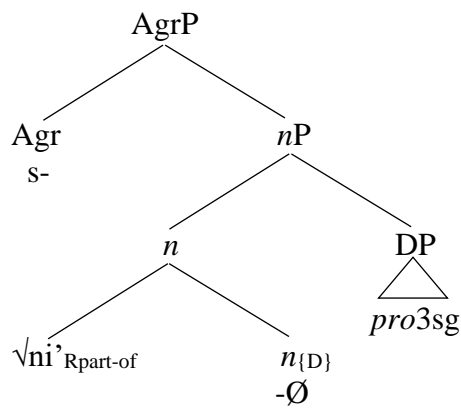 AgrP
Agr nP
s-
n DP
pro3sg
√ni’Rpart-of n{D}
-Ø